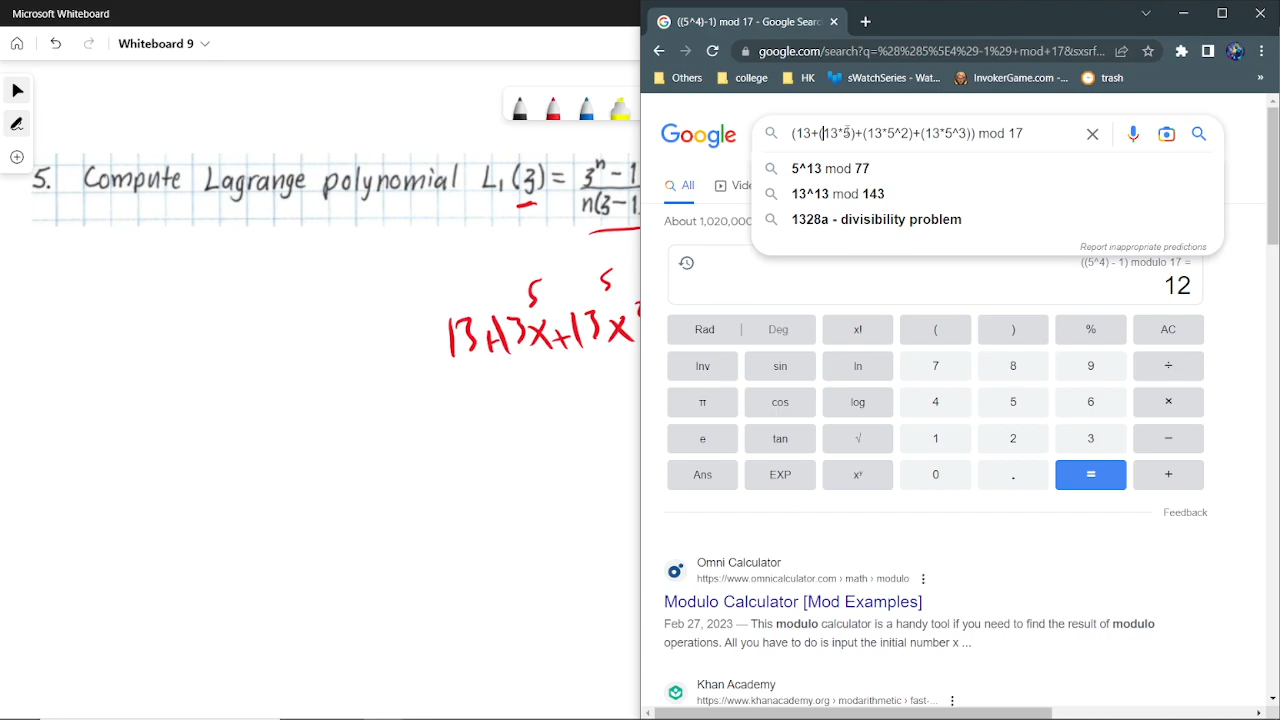 Microsoft Whiteboard
Whiteboard 9
5. Compute Lagrange polynomial L₁(z) = zⁿ - 1
n(z-1
5 5
13+13x+13x
((5^4)-1) mod 17 - Google Searc
google.com/search?q=%28%285%5E4%29-1%29+mod+17&sxsrf...
Others
college
HK
sWatchSeries - Wat...
InvokerGame.com -...
trash
»
Google
(13+(13*5)+(13*5^2)+(13*5^3)) mod 17
5^13 mod 77
13^13 mod 143
1328a - divisibility problem
Report inappropriate predictions
All
Vide
About 1,020,000
((5^4) - 1) modulo 17 =
12
Rad Deg x! ( ) % AC
Inv sin ln 7 8 9 ÷
π cos log 4 5 6 ×
e tan √ 1 2 3 −
Ans EXP xʸ 0 . = +
Feedback
Omni Calculator
https://www.omnicalculator.com › math › modulo
Modulo Calculator [Mod Examples]
Feb 27, 2023 — This modulo calculator is a handy tool if you need to find the result of modulo
operations. All you have to do is input the initial number x ...
Khan Academy
https://www.khanacademy.org › modarithmetic › fast-...